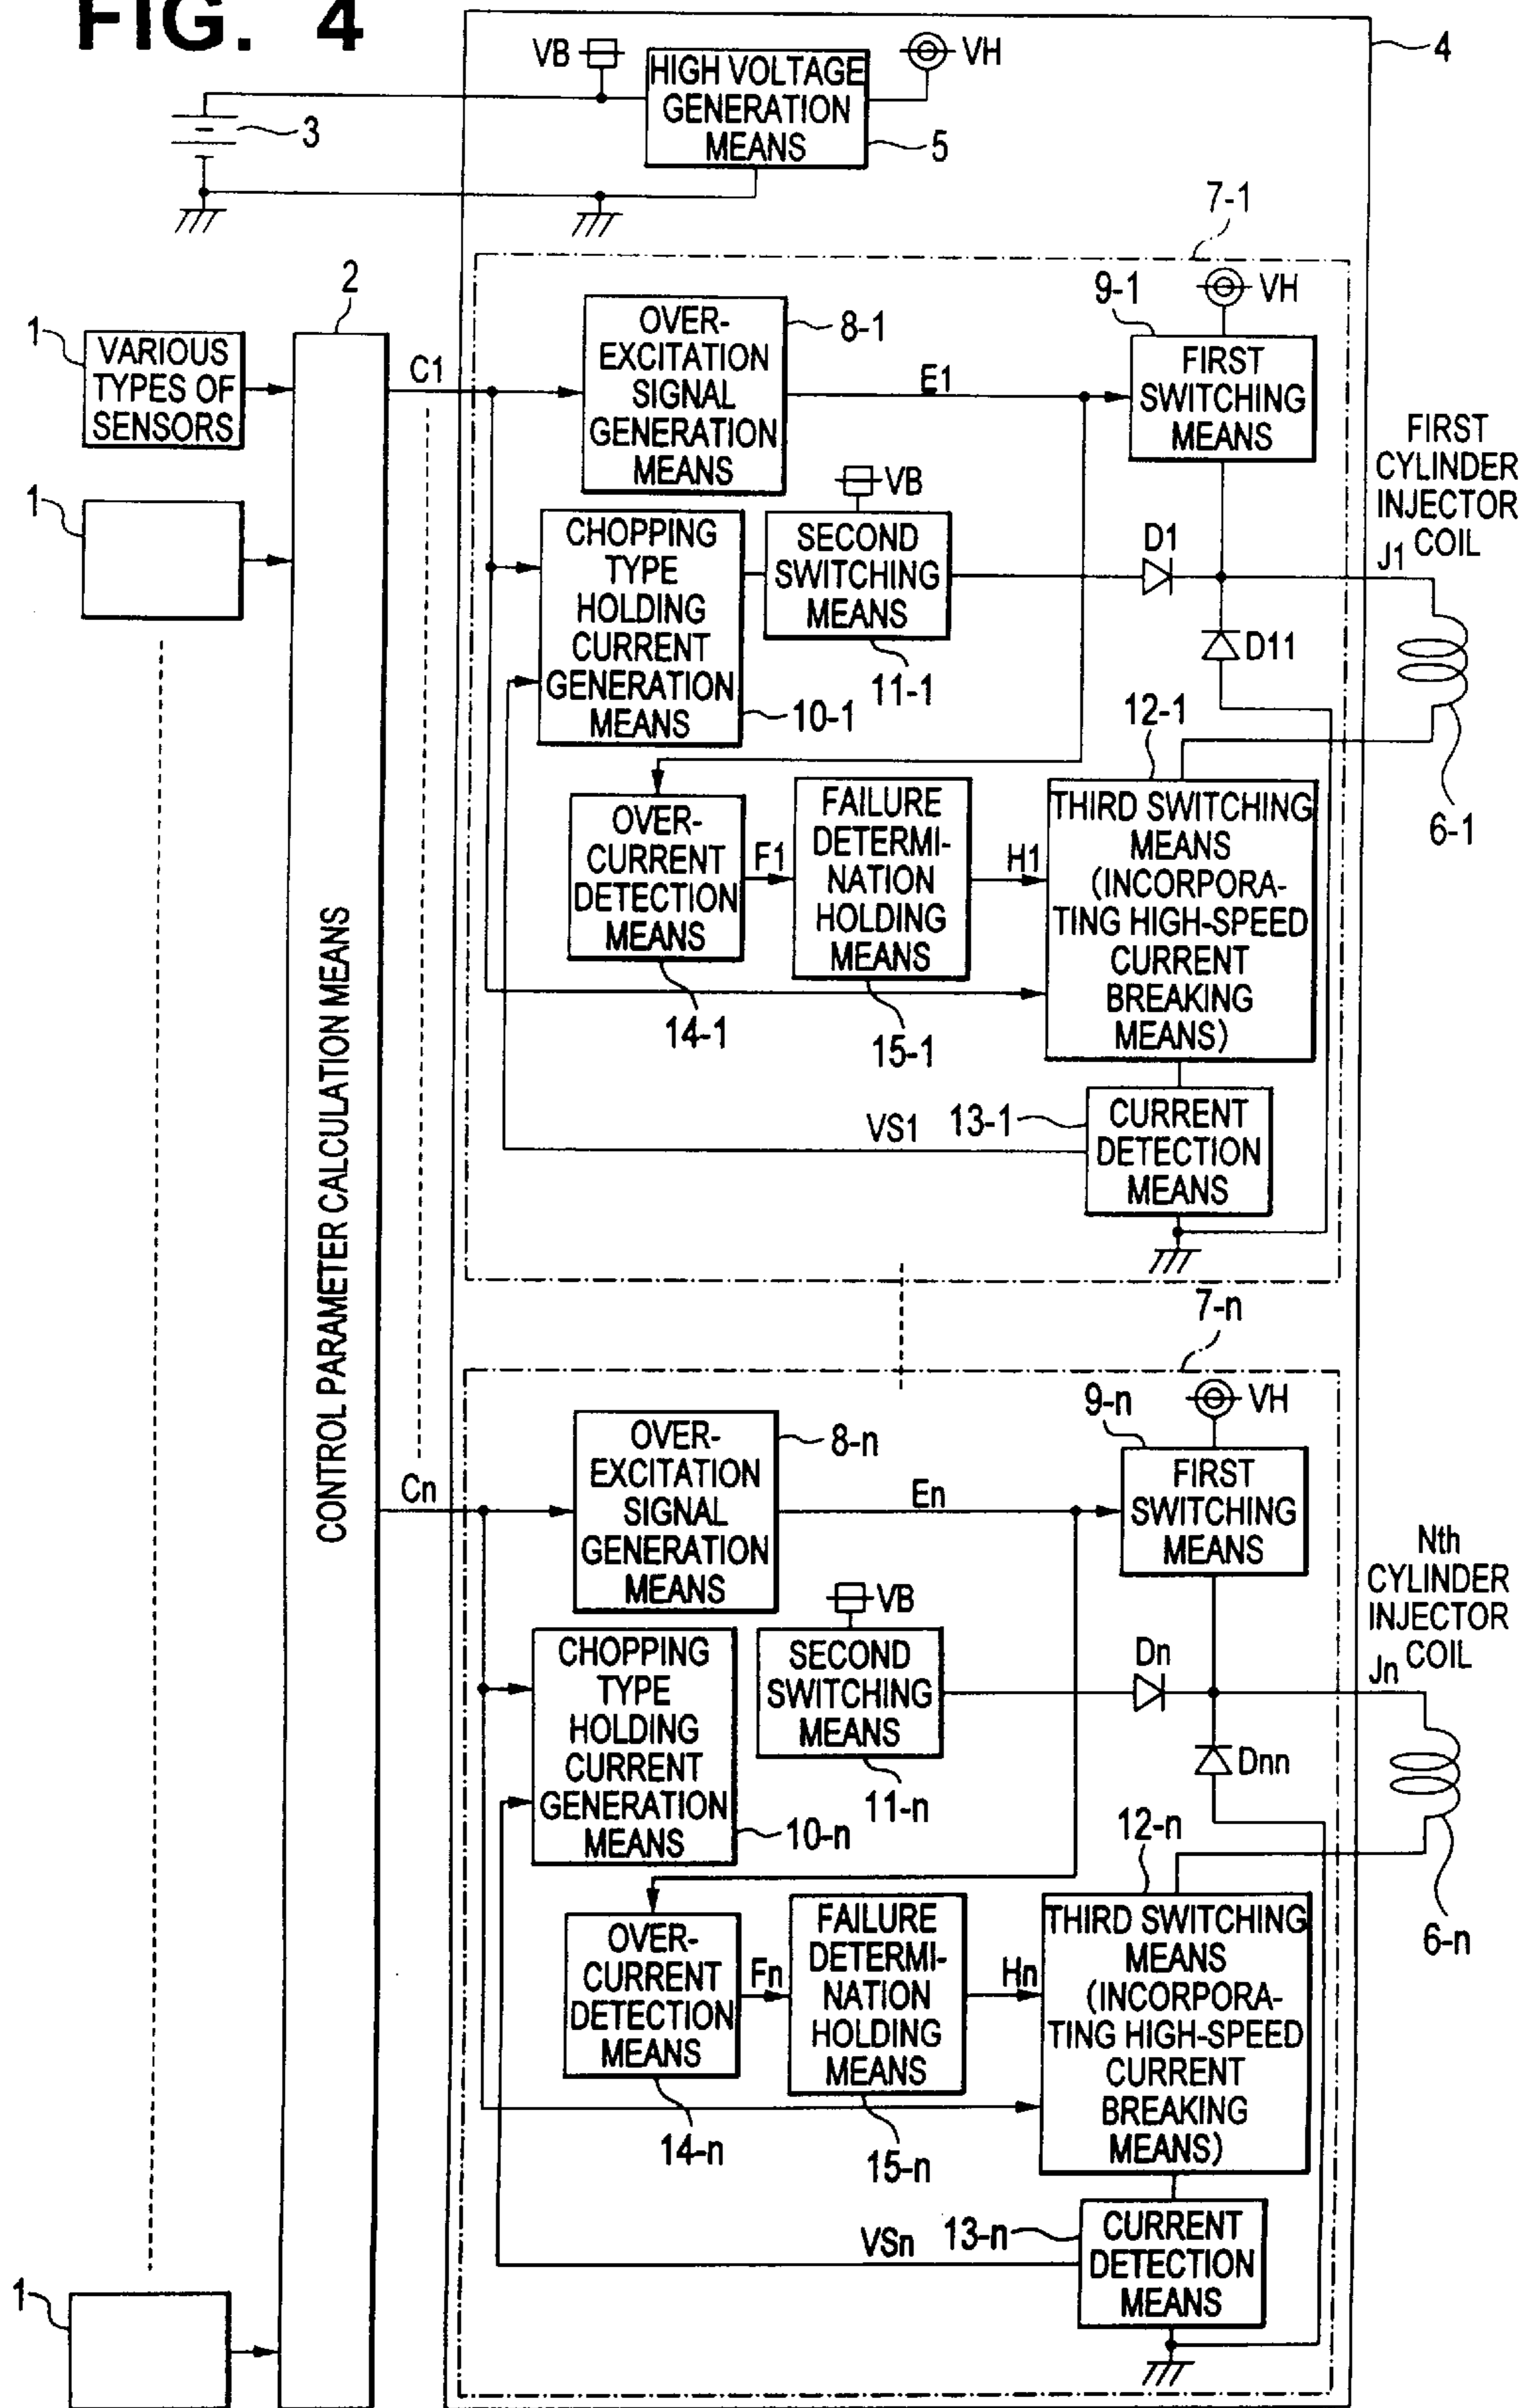 FIG. 4
VB
HIGH VOLTAGE
GENERATION
MEANS
VH
4
3
5
7-1
2
1
VARIOUS
TYPES OF
SENSORS
C1
OVER-
EXCITATION
SIGNAL
GENERATION
MEANS
8-1
E1
9-1
VH
FIRST
SWITCHING
MEANS
FIRST
CYLINDER
INJECTOR
COIL
J1
1
CHOPPING
TYPE
HOLDING
CURRENT
GENERATION
MEANS
10-1
VB
SECOND
SWITCHING
MEANS
11-1
D1
D11
12-1
6-1
OVER-
CURRENT
DETECTION
MEANS
14-1
F1
FAILURE
DETERMI-
NATION
HOLDING
MEANS
15-1
H1
THIRD SWITCHING
MEANS
(INCORPORA-
TING HIGH-SPEED
CURRENT
BREAKING
MEANS)
VS1
13-1
CURRENT
DETECTION
MEANS
CONTROL PARAMETER CALCULATION MEANS
7-n
Cn
OVER-
EXCITATION
SIGNAL
GENERATION
MEANS
8-n
En
9-n
VH
FIRST
SWITCHING
MEANS
Nth
CYLINDER
INJECTOR
COIL
Jn
CHOPPING
TYPE
HOLDING
CURRENT
GENERATION
MEANS
10-n
VB
SECOND
SWITCHING
MEANS
11-n
Dn
Dnn
12-n
6-n
OVER-
CURRENT
DETECTION
MEANS
14-n
Fn
FAILURE
DETERMI-
NATION
HOLDING
MEANS
15-n
Hn
THIRD SWITCHING
MEANS
(INCORPORA-
TING HIGH-SPEED
CURRENT
BREAKING
MEANS)
VSn
13-n
CURRENT
DETECTION
MEANS
1